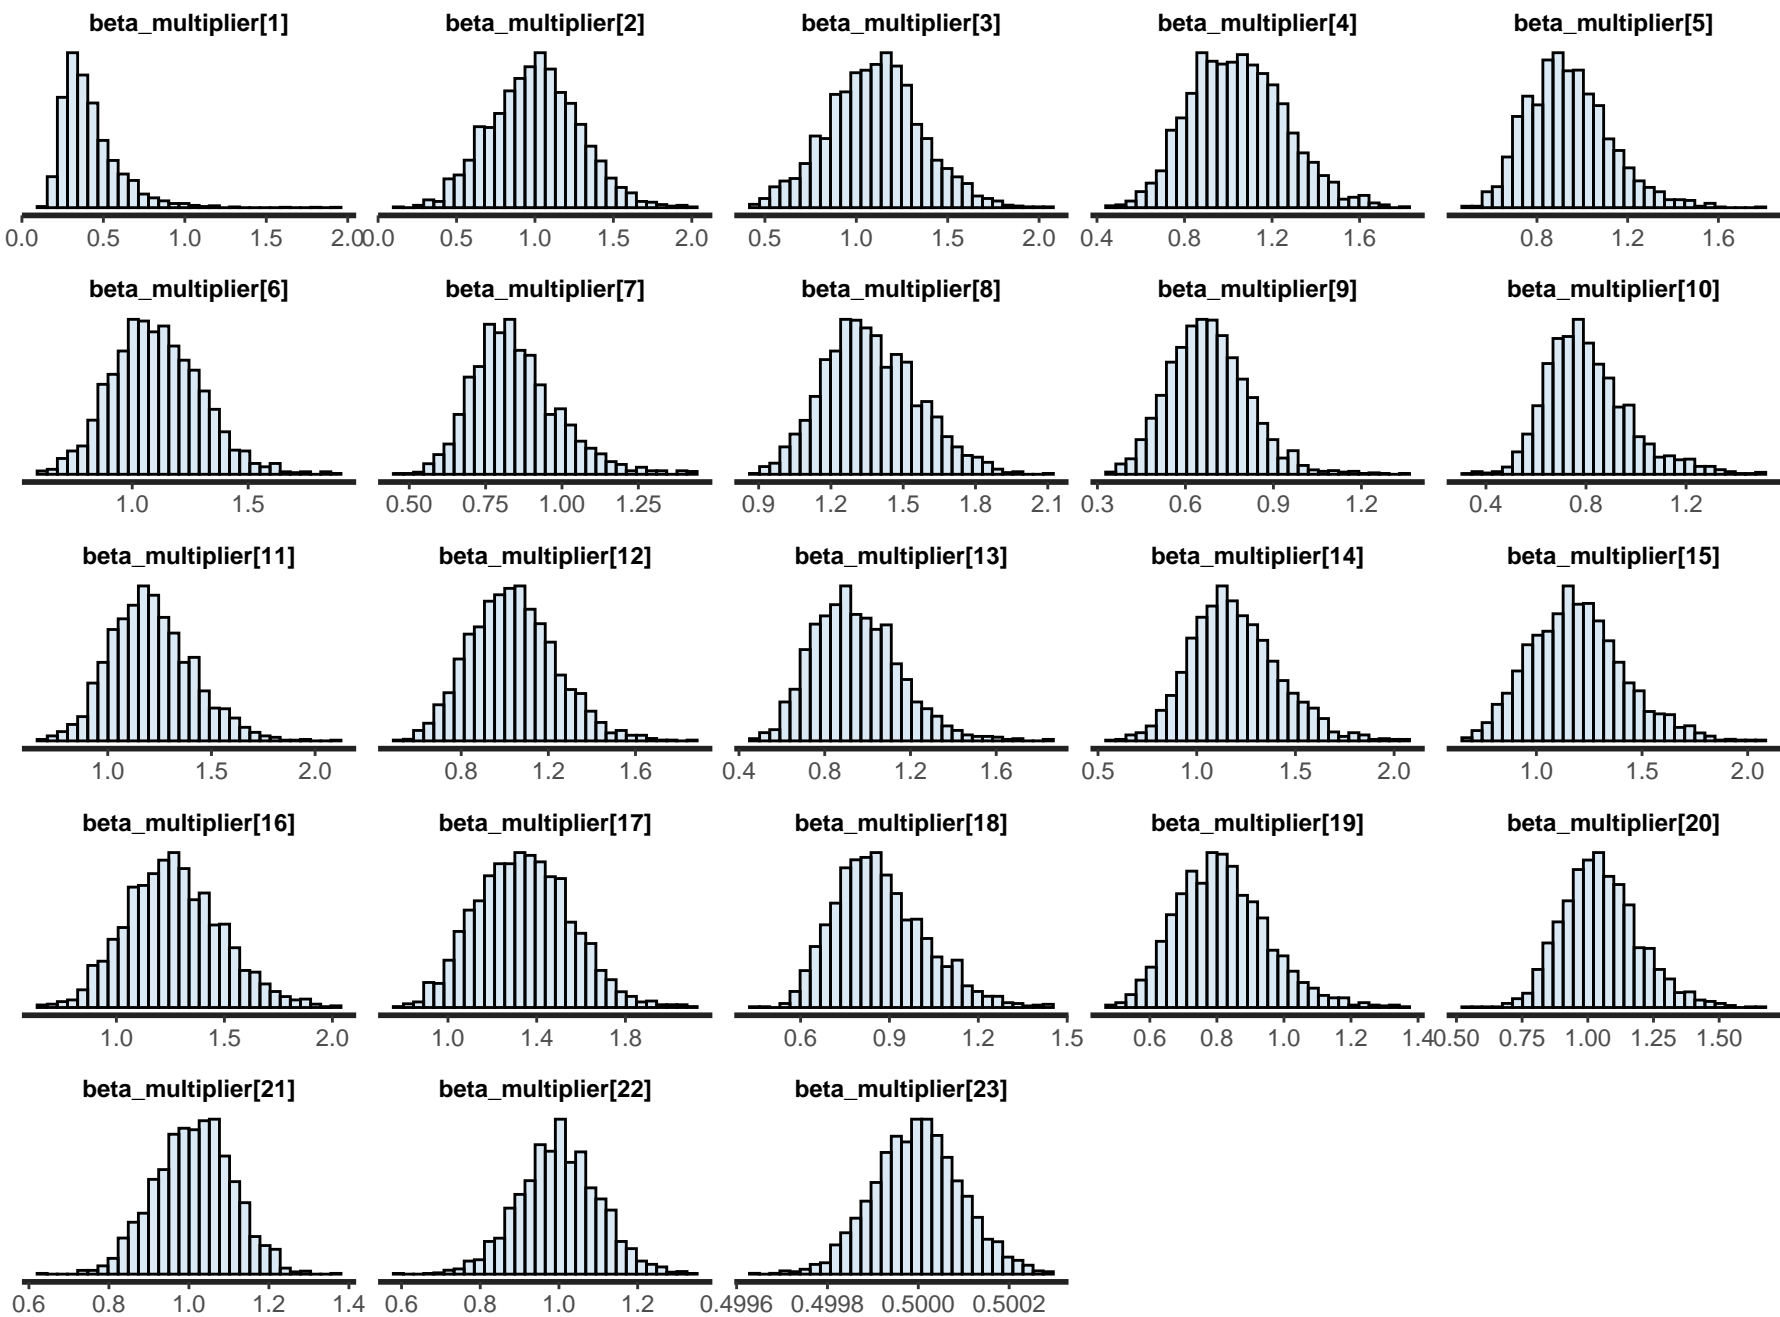 beta_multiplier[1] beta_multiplier[2] beta_multiplier[3] beta_multiplier[4] beta_multiplier[5]
0.0 0.5 1.0 1.5 2.0 0.0 0.5 1.0 1.5 2.0 0.5 1.0 1.5 2.0 0.4 0.8 1.2 1.6 0.8 1.2 1.6
beta_multiplier[6] beta_multiplier[7] beta_multiplier[8] beta_multiplier[9] beta_multiplier[10]
1.0 1.5 0.50 0.75 1.00 1.25 0.9 1.2 1.5 1.8 2.1 0.3 0.6 0.9 1.2 0.4 0.8 1.2
beta_multiplier[11] beta_multiplier[12] beta_multiplier[13] beta_multiplier[14] beta_multiplier[15]
1.0 1.5 2.0 0.8 1.2 1.6 0.4 0.8 1.2 1.6 0.5 1.0 1.5 2.0 1.0 1.5 2.0
beta_multiplier[16] beta_multiplier[17] beta_multiplier[18] beta_multiplier[19] beta_multiplier[20]
1.0 1.5 2.0 1.0 1.4 1.8 0.6 0.9 1.2 1.5 0.6 0.8 1.0 1.2 1.4 0.50 0.75 1.00 1.25 1.50
beta_multiplier[21] beta_multiplier[22] beta_multiplier[23]
0.6 0.8 1.0 1.2 1.4 0.6 0.8 1.0 1.2 0.4996 0.4998 0.5000 0.5002